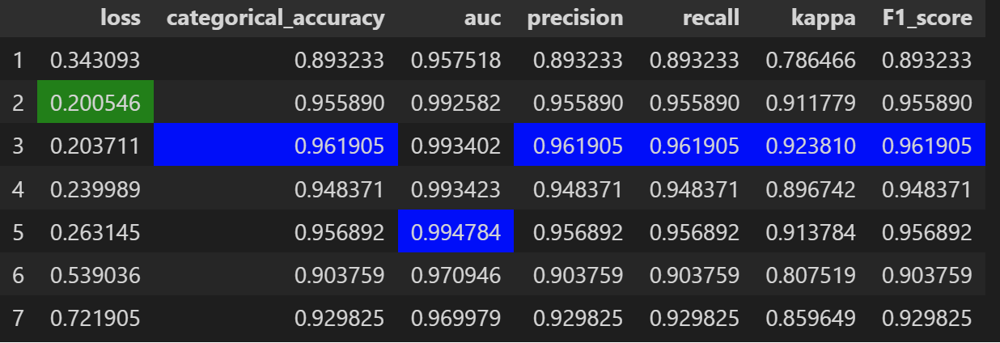 loss categorical_accuracy auc precision recall kappa F1_score
1 0.343093 0.893233 0.957518 0.893233 0.893233 0.786466 0.893233
2 0.200546 0.955890 0.992582 0.955890 0.955890 0.911779 0.955890
3 0.203711 0.961905 0.993402 0.961905 0.961905 0.923810 0.961905
4 0.239989 0.948371 0.993423 0.948371 0.948371 0.896742 0.948371
5 0.263145 0.956892 0.994784 0.956892 0.956892 0.913784 0.956892
6 0.539036 0.903759 0.970946 0.903759 0.903759 0.807519 0.903759
7 0.721905 0.929825 0.969979 0.929825 0.929825 0.859649 0.929825